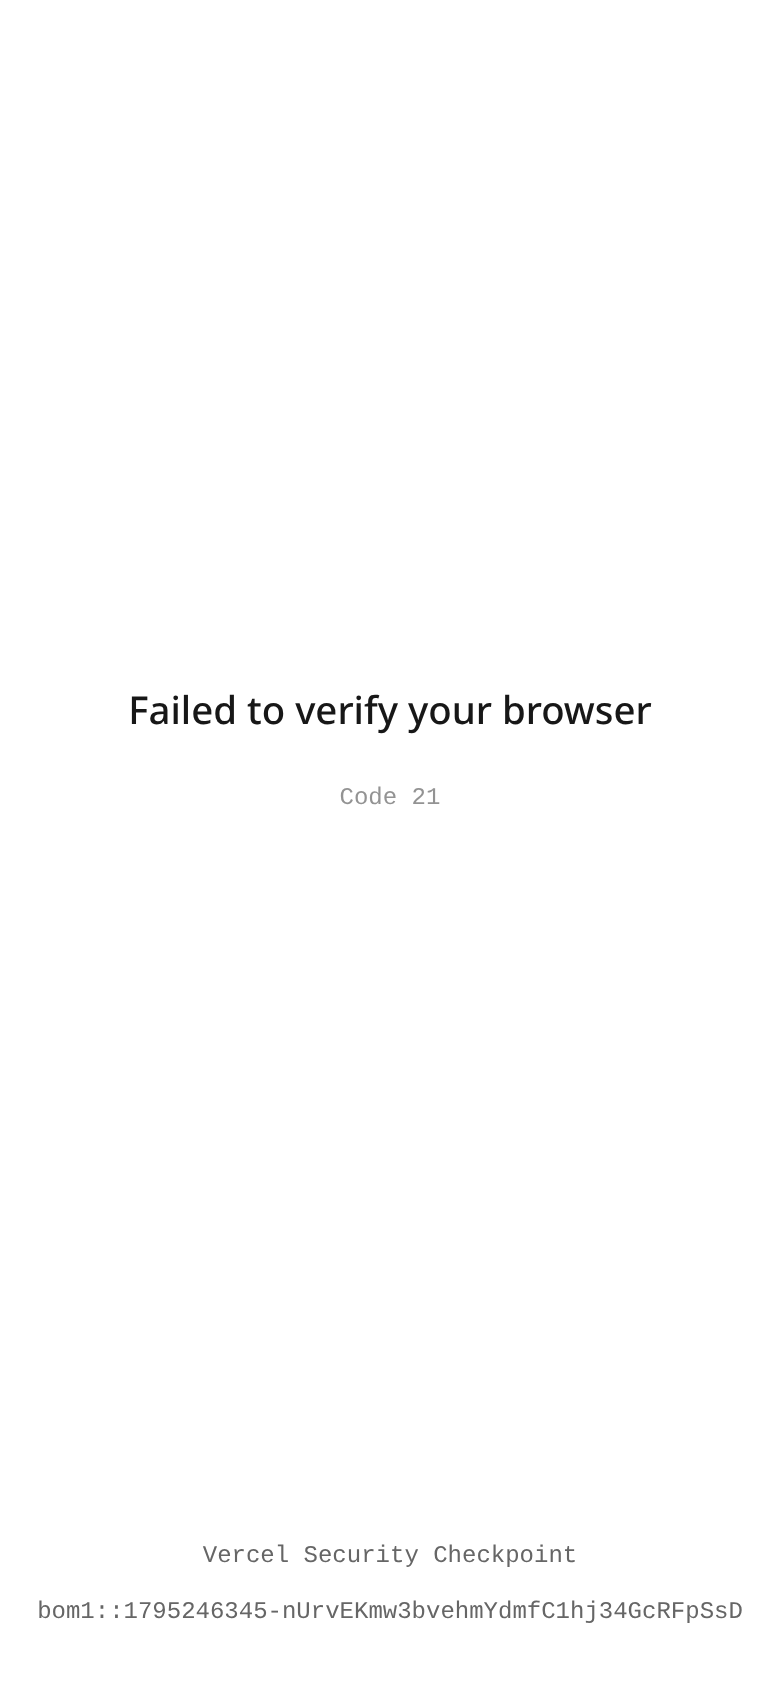 Failed to verify your browser
Code 21
Vercel Security Checkpoint
bom1::1795246345-nUrvEKmw3bvehmYdmfC1hj34GcRFpSsD